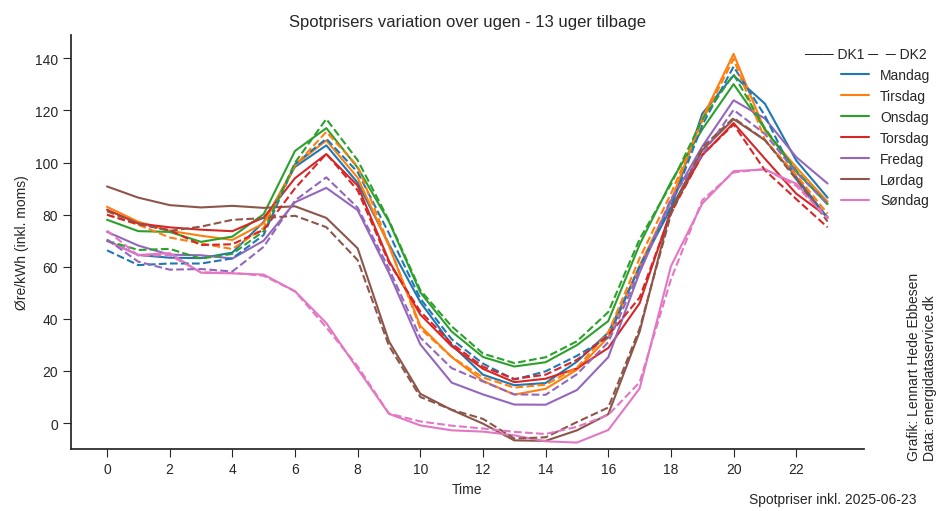 Spotprisers variation over ugen - 13 uger tilbage
Øre/kWh (inkl. moms)
140
120
100
80
60
40
20
0
0 2 4 6 8 10 12 14 16 18 20 22
Time
DK1 DK2
Mandag
Tirsdag
Onsdag
Torsdag
Fredag
Lørdag
Søndag
Grafik: Lennart Hede Ebbesen
Data: energidataservice.dk
Spotpriser inkl. 2025-06-23